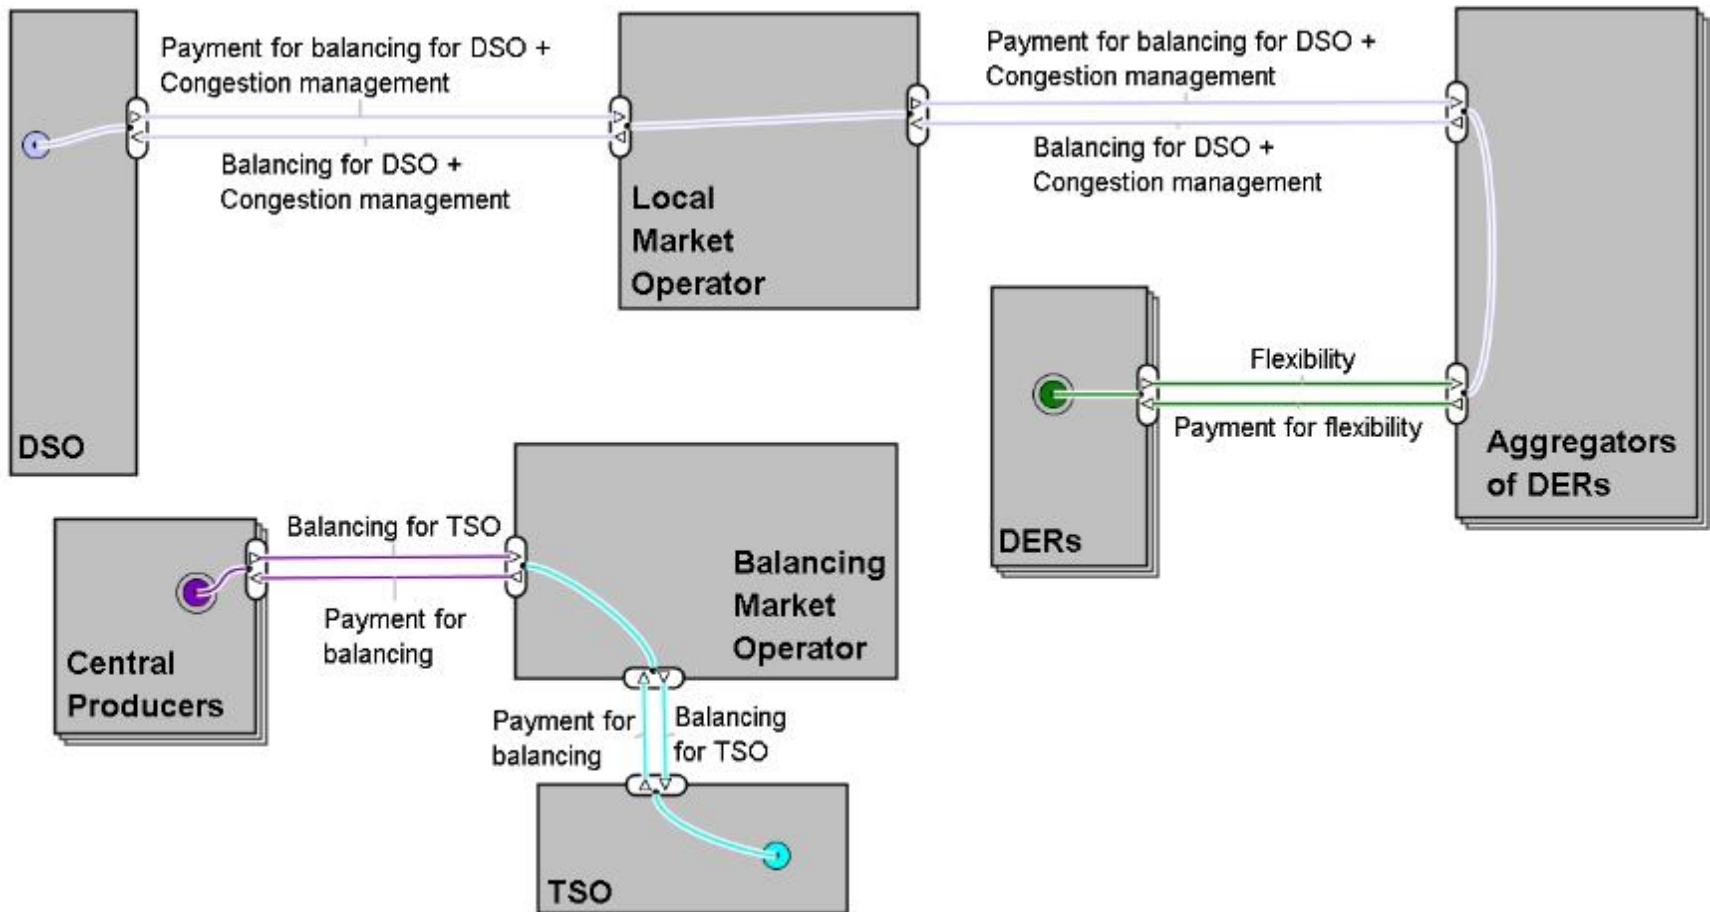 Payment for balancing for DSO +
Congestion management
Balancing for DSO +
Congestion management
DSO
Local
Market
Operator
Payment for balancing for DSO +
Congestion management
Balancing for DSO +
Congestion management
Flexibility
Payment for flexibility
DERs
Aggregators
of DERs
Balancing for TSO
Payment for
balancing
Central
Producers
Balancing
Market
Operator
Payment for
balancing
Balancing
for TSO
TSO